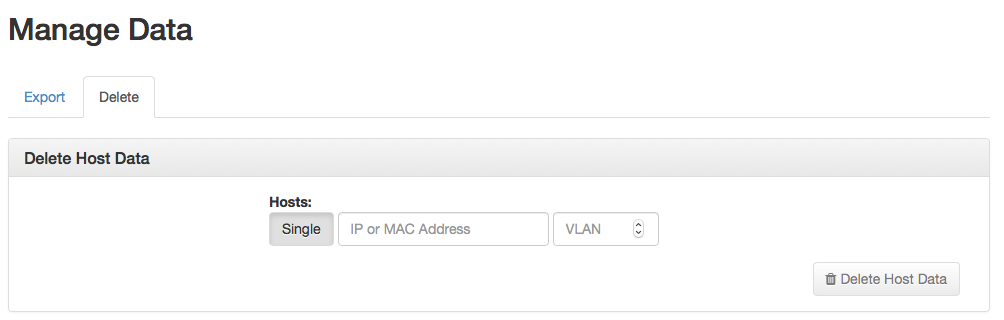 Manage Data
Export Delete
Delete Host Data
Hosts:
Single IP or MAC Address VLAN
Delete Host Data